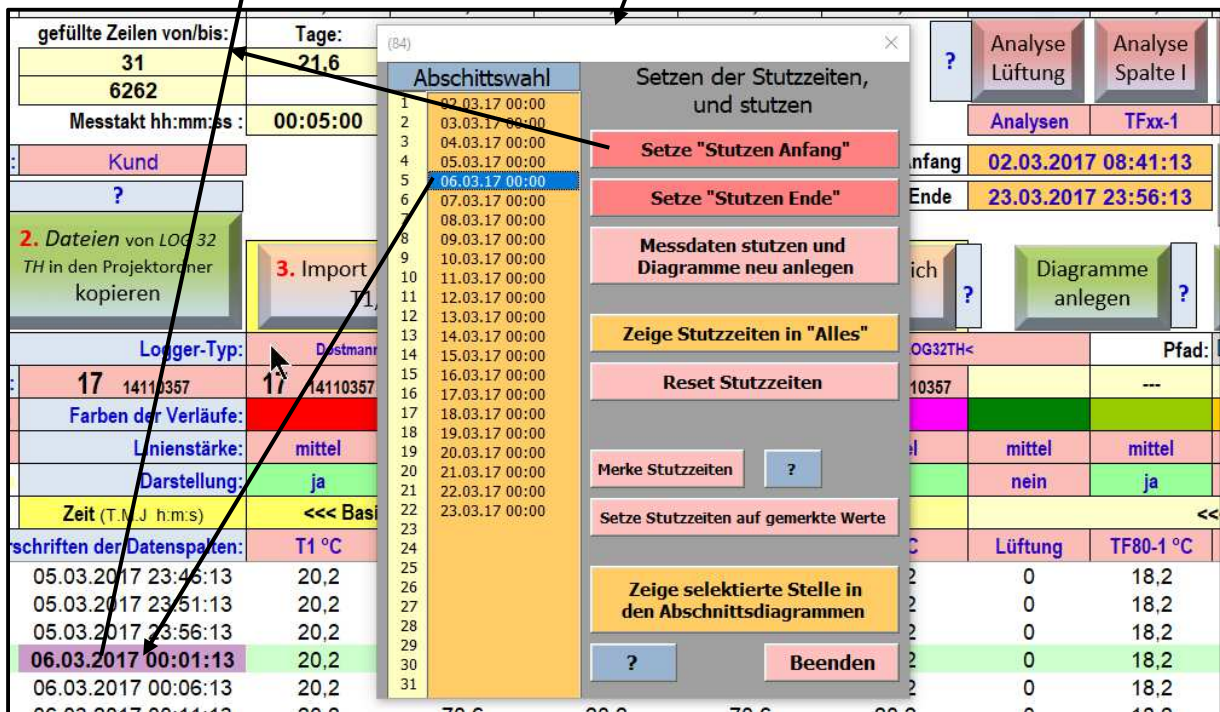 gefüllte Zeilen von/bis: Tage:
31 21,6
6262
Messtakt hh:mm:ss : 00:05:00
: Kund
?
2. Dateien von LOG 32
TH in den Projektordner
kopieren
3. Import
T1,
Logger-Typ: Dostmann
: 17 14110357 17 14110357
Farben der Verläufe:
Linienstärke: mittel
Darstellung: ja
Zeit (T.M.J h:m:s) <<< Basi
rschriften der Datenspalten: T1 °C
05.03.2017 23:46:13 20,2
05.03.2017 23:51:13 20,2
05.03.2017 23:56:13 20,2
06.03.2017 00:01:13 20,2
06.03.2017 00:06:13 20,2
(84)
Abschittswahl
1 02.03.17 00:00
2 03.03.17 00:00
3 04.03.17 00:00
4 05.03.17 00:00
5 06.03.17 00:00
6 07.03.17 00:00
7 08.03.17 00:00
8 09.03.17 00:00
9 10.03.17 00:00
10 11.03.17 00:00
11 12.03.17 00:00
12 13.03.17 00:00
13 14.03.17 00:00
14 15.03.17 00:00
15 16.03.17 00:00
16 17.03.17 00:00
17 18.03.17 00:00
18 19.03.17 00:00
19 20.03.17 00:00
20 21.03.17 00:00
21 22.03.17 00:00
22 23.03.17 00:00
23
24
25
26
27
28
29
30
31
Setzen der Stutzzeiten,
und stutzen
Setze "Stutzen Anfang"
Setze "Stutzen Ende"
Messdaten stutzen und
Diagramme neu anlegen
Zeige Stutzzeiten in "Alles"
Reset Stutzzeiten
Merke Stutzzeiten ?
Setze Stutzzeiten auf gemerkte Werte
Zeige selektierte Stelle in
den Abschnittsdiagrammen
? Beenden
?
Analyse
Lüftung
Analyse
Spalte I
Analysen TFxx-1
nfang 02.03.2017 08:41:13
Ende 23.03.2017 23:56:13
ich ?
Diagramme
anlegen ?
OG32TH< Pfad:
10357 ---
el mittel mittel
nein ja
<<
C Lüftung TF80-1 °C
2 0 18,2
2 0 18,2
2 0 18,2
2 0 18,2
2 0 18,2